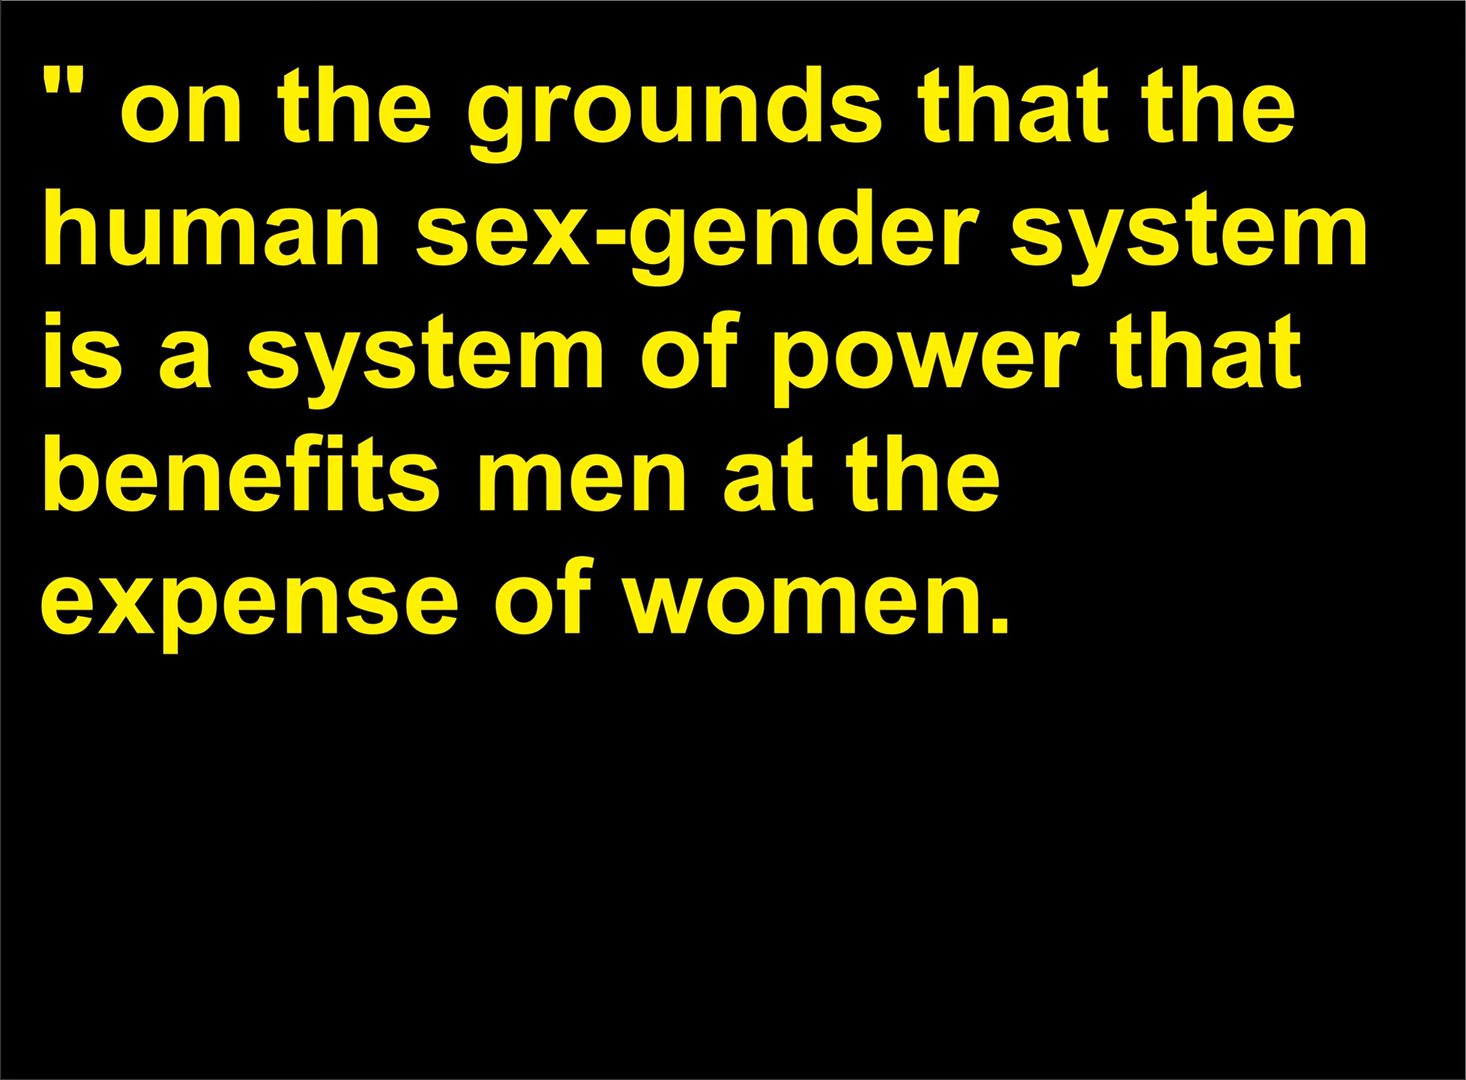 " on the grounds that the
human sex-gender system
is a system of power that
benefits men at the
expense of women.